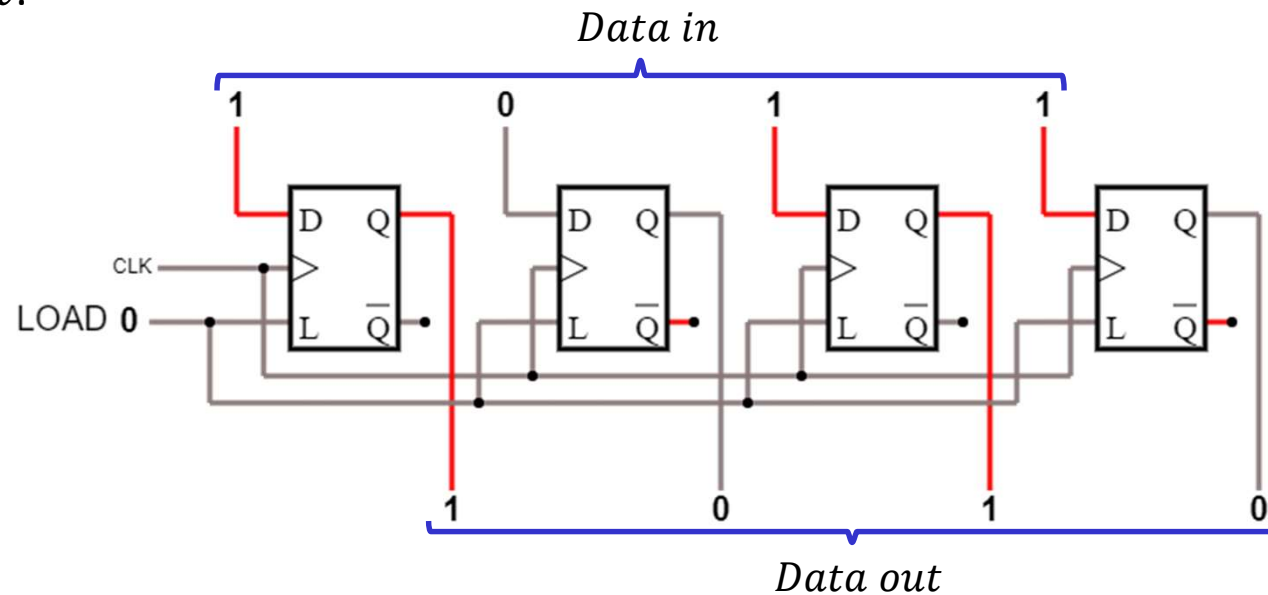 Data in
1 0 1 1
D Q D Q D Q D Q
CLK
LOAD 0 L Q̅ L Q̅ L Q̅ L Q̅
1 0 1 0
Data out